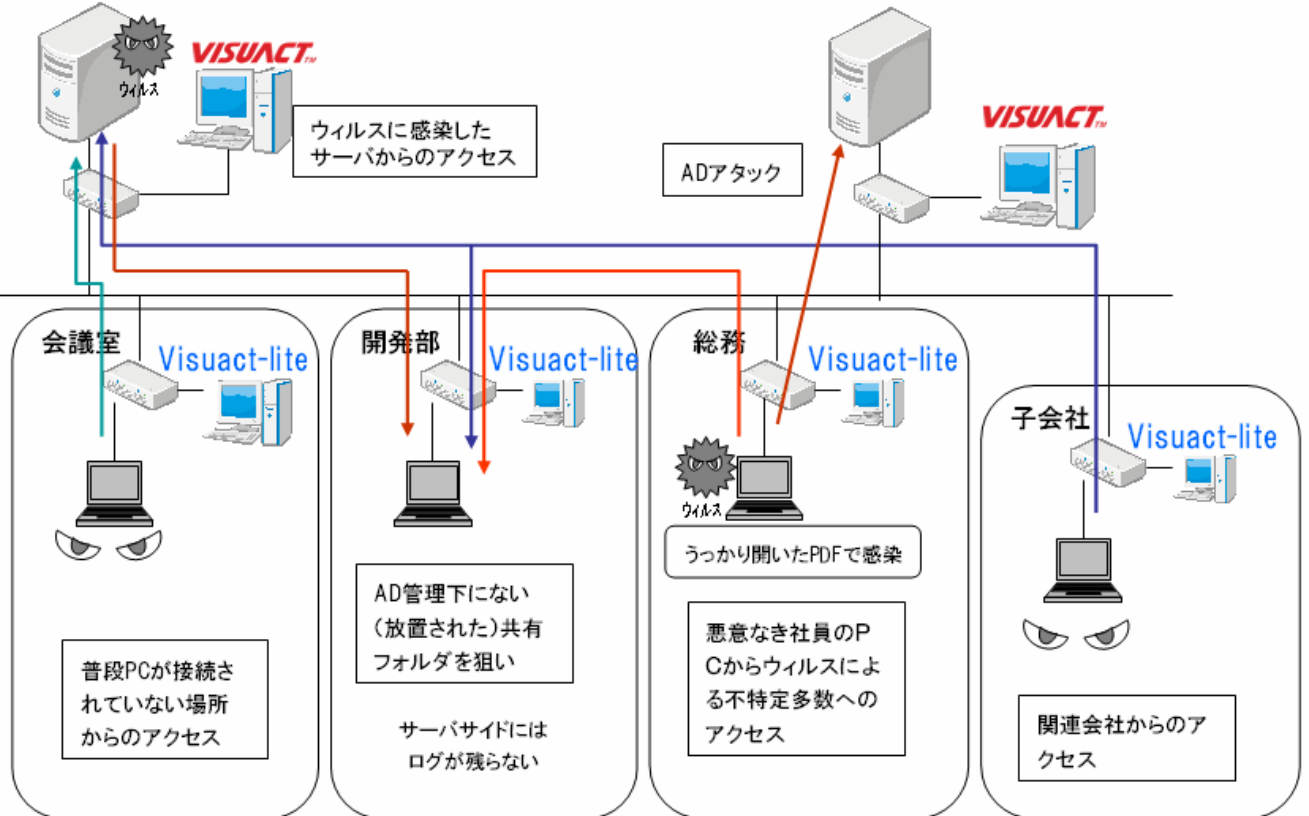 VISUACT™
ウィルス
ウィルスに感染した
サーバからのアクセス
ADアタック
VISUACT™
会議室
Visuact-lite
普段PCが接続さ
れていない場所
からのアクセス
開発部
Visuact-lite
AD管理下にない
(放置された)共有
フォルダを狙い
サーバサイドには
ログが残らない
総務
Visuact-lite
ウィルス
うっかり開いたPDFで感染
悪意なき社員のP
Cからウィルスによ
る不特定多数への
アクセス
子会社
Visuact-lite
関連会社からのア
クセス